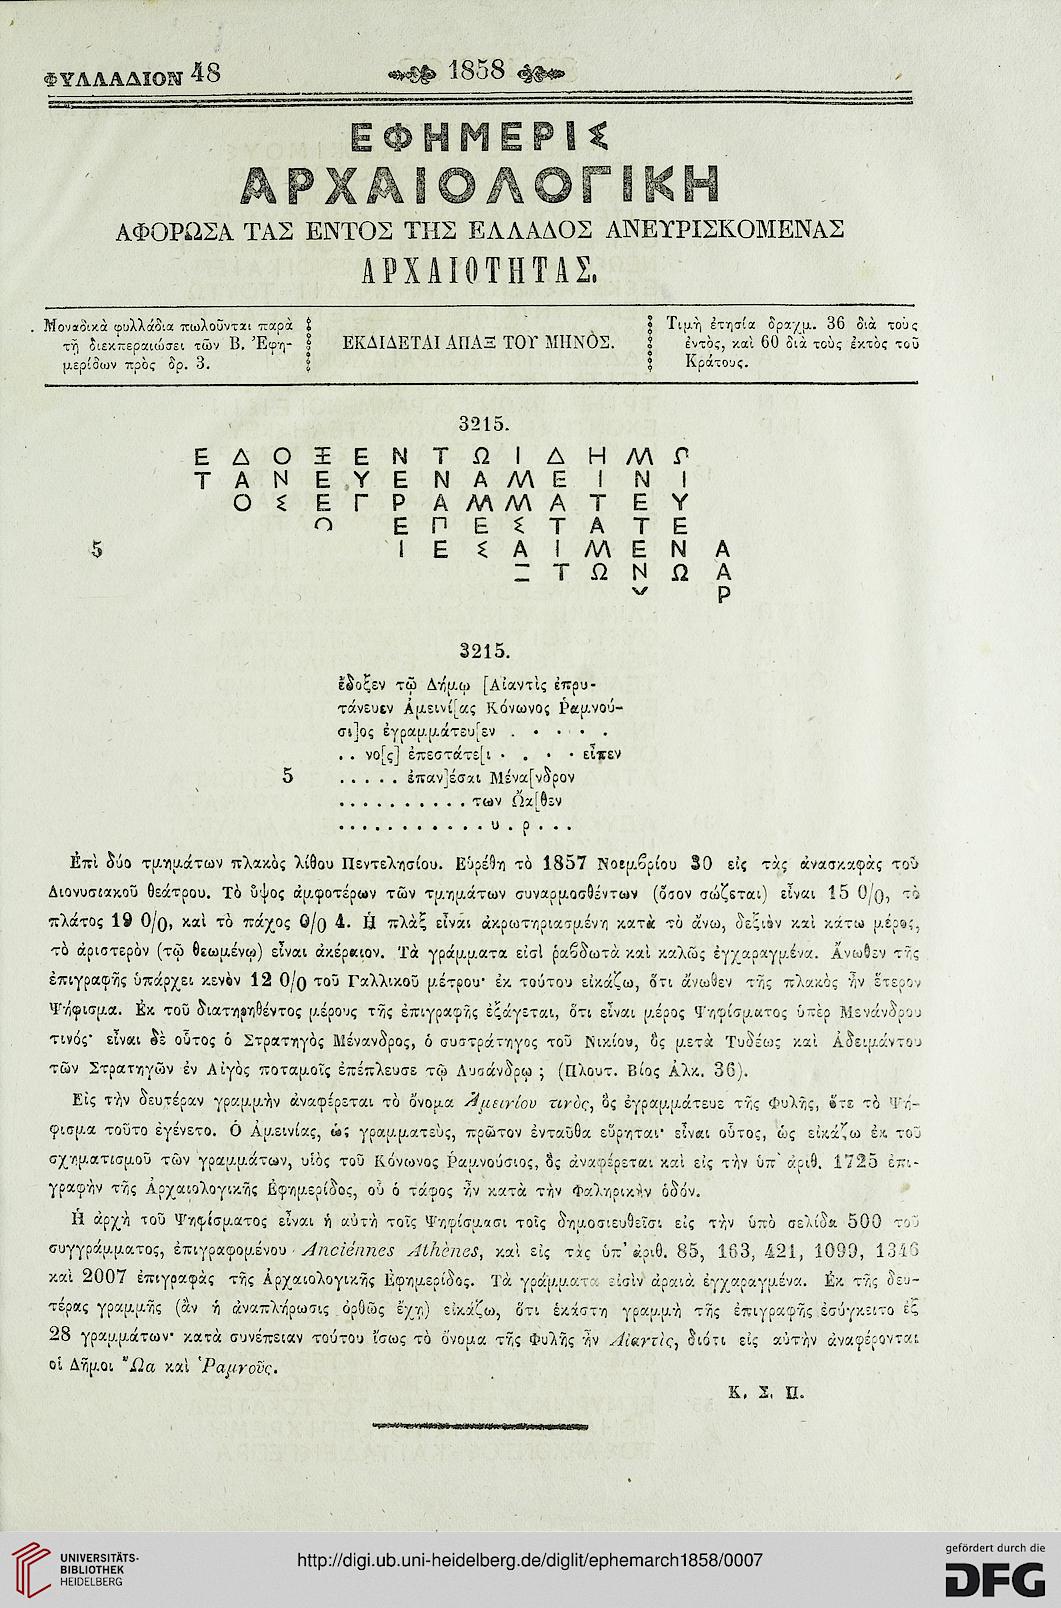 ΦΥΛΛΑΔΙΟΝ 48 1858
ΕΦΗΜΕΡΙΣ
ΑΡΧΑΙΟΛΟΓΙΚΗ
ΑΦΟΡΩΣΑ ΤΑΣ ΕΝΤΟΣ ΤΗΣ ΕΛΛΑΔΟΣ ΑΝΕΥΡΙΣΚΟΜΕΝΑΣ
ΑΡΧΑΙΟΤΗΤΑΣ.
Μοναδικὰ φυλλάδια πωλοῦνται παρὰ
τῇ διεκπεραιώσει τῶν Β. Ἐφη-
μερίδων πρὸς δρ. 3.
ΕΚΔΙΔΕΤΑΙ ΑΠΑΞ ΤΟΥ ΜΗΝΟΣ.
Τιμὴ ἐτησία δραχμ. 36 διὰ τοὺς
ἐντὸς, καὶ 60 διὰ τοὺς ἐκτὸς τοῦ
Κράτους.
3215.
Ε Δ Ο Ξ Ε Ν Τ Ω Ι Δ Η Μ Ω
Τ Α Ν Ε Υ Ε Ν Α Μ Ε Ι Ν Ι
Ο Σ Ε Γ Ρ Α Μ Μ Α Τ Ε Υ
Ο Ε Π Ε Σ Τ Α Τ Ε
5 Ι Ε Σ Α Ι Μ Ε Ν Α
Τ Ω Ν Ω Α
Υ Ρ
3215.
ἔδοξεν τῷ Δήμῳ [Αἰαντὶς ἐπρυ-
τάνευεν Ἀμεινί[ας Κόνωνος Ῥαμνού-
σι]ος ἐγραμμάτευ[εν . . . . .
. . νο[ς] ἐπεστάτε[ι . . . . εἶπεν
5 . . . . . ἐπαν]έσαι Μένα[νδρον
. . . . . . . . . . των Ὤα[θεν
. . . . . . . . . . . . υ . ρ . . .
Ἐπὶ δύο τμημάτων πλακὸς λίθου Πεντελησίου. Εὑρέθη τὸ 1857 Νοεμβρίου 30 εἰς τὰς ἀνασκαφὰς τοῦ
Διονυσιακοῦ θεάτρου. Τὸ ὕψος ἀμφοτέρων τῶν τμημάτων συναρμοσθέντων (ὅσον σώζεται) εἶναι 15 0/0, τὸ
πλάτος 19 0/0, καὶ τὸ πάχος 0/0 4. Ἡ πλὰξ εἶναι ἀκρωτηριασμένη κατὰ τὸ ἄνω, δεξιὸν καὶ κάτω μέρος,
τὸ ἀριστερὸν (τῷ θεωμένῳ) εἶναι ἀκέραιον. Τὰ γράμματα εἰσὶ ῥαβδωτὰ καὶ καλῶς ἐγχαραγμένα. Ἄνωθεν τῆς
ἐπιγραφῆς ὑπάρχει κενὸν 12 0/0 τοῦ Γαλλικοῦ μέτρου· ἐκ τούτου εἰκάζω, ὅτι ἄνωθεν τῆς πλακὸς ἦν ἕτερον
Ψήφισμα. Ἐκ τοῦ διατηρηθέντος μέρους τῆς ἐπιγραφῆς ἐξάγεται, ὅτι εἶναι μέρος Ψηφίσματος ὑπὲρ Μενάνδρου
τινός· εἶναι δὲ οὗτος ὁ Στρατηγὸς Μένανδρος, ὁ συστράτηγος τοῦ Νικίου, ὃς μετὰ Τυδέως καὶ Ἀδειμάντου
τῶν Στρατηγῶν ἐν Αἰγὸς ποταμοῖς ἐπέπλευσε τῷ Λυσάνδρῳ ; (Πλουτ. Βίος Ἀλκ. 36).
Εἰς τὴν δευτέραν γραμμὴν ἀναφέρεται τὸ ὄνομα Ἀμεινίου τινὸς, ὃς ἐγραμμάτευε τῆς Φυλῆς, ὅτε τὸ Ψή-
φισμα τοῦτο ἐγένετο. Ὁ Ἀμεινίας, ὡς γραμματεὺς, πρῶτον ἐνταῦθα εὕρηται· εἶναι οὗτος, ὡς εἰκάζω ἐκ τοῦ
σχηματισμοῦ τῶν γραμμάτων, υἱὸς τοῦ Κόνωνος Ῥαμνούσιος, ὃς ἀναφέρεται καὶ εἰς τὴν ὑπ' ἀριθ. 1725 ἐπι-
γραφὴν τῆς Ἀρχαιολογικῆς Ἐφημερίδος, οὗ ὁ τάφος ἦν κατὰ τὴν Φαληρικὴν ὁδόν.
Ἡ ἀρχὴ τοῦ Ψηφίσματος εἶναι ἡ αὐτὴ τοῖς Ψηφίσμασι τοῖς δημοσιευθεῖσι εἰς τὴν ὑπὸ σελίδα 500 τοῦ
συγγράμματος, ἐπιγραφομένου Anciénnes Athènes, καὶ εἰς τὰς ὑπ' ἀριθ. 85, 163, 421, 1099, 1346
καὶ 2007 ἐπιγραφὰς τῆς Ἀρχαιολογικῆς Ἐφημερίδος. Τὰ γράμματα εἰσὶν ἀραιὰ ἐγχαραγμένα. Ἐκ τῆς δευ-
τέρας γραμμῆς (ἂν ἡ ἀναπλήρωσις ὀρθῶς ἔχῃ) εἰκάζω, ὅτι ἑκάστη γραμμὴ τῆς ἐπιγραφῆς ἐσύγκειτο ἐξ
28 γραμμάτων· κατὰ συνέπειαν τούτου ἴσως τὸ ὄνομα τῆς Φυλῆς ἦν Αἰαντὶς, διότι εἰς αὐτὴν ἀναφέρονται
οἱ Δῆμοι Ὤα καὶ Ῥαμνοῦς.
Κ. Σ. Π.
UNIVERSITÄTS-
BIBLIOTHEK
HEIDELBERG
http://digi.ub.uni-heidelberg.de/diglit/ephemarch1858/0007
gefördert durch die
DFG